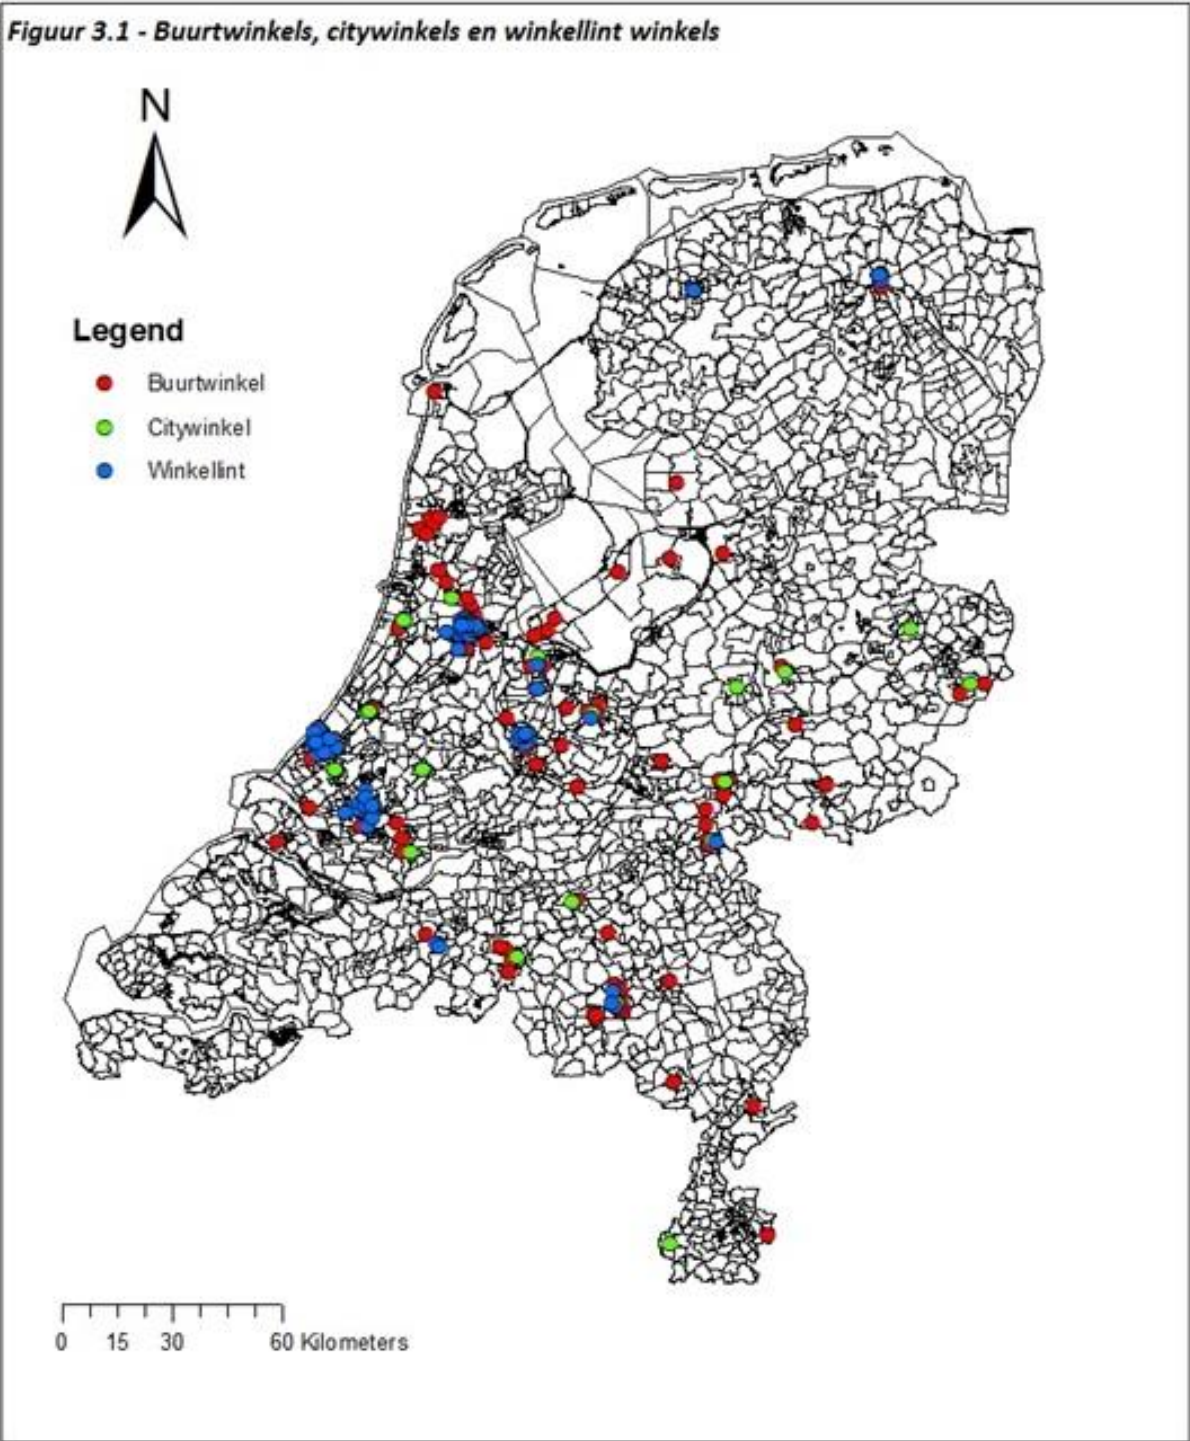 Figuur 3.1 - Buurtwinkels, citywinkels en winkellint winkels
N
Legend
Buurtwinkel
Citywinkel
Winkellint
0 15 30 60 Kilometers